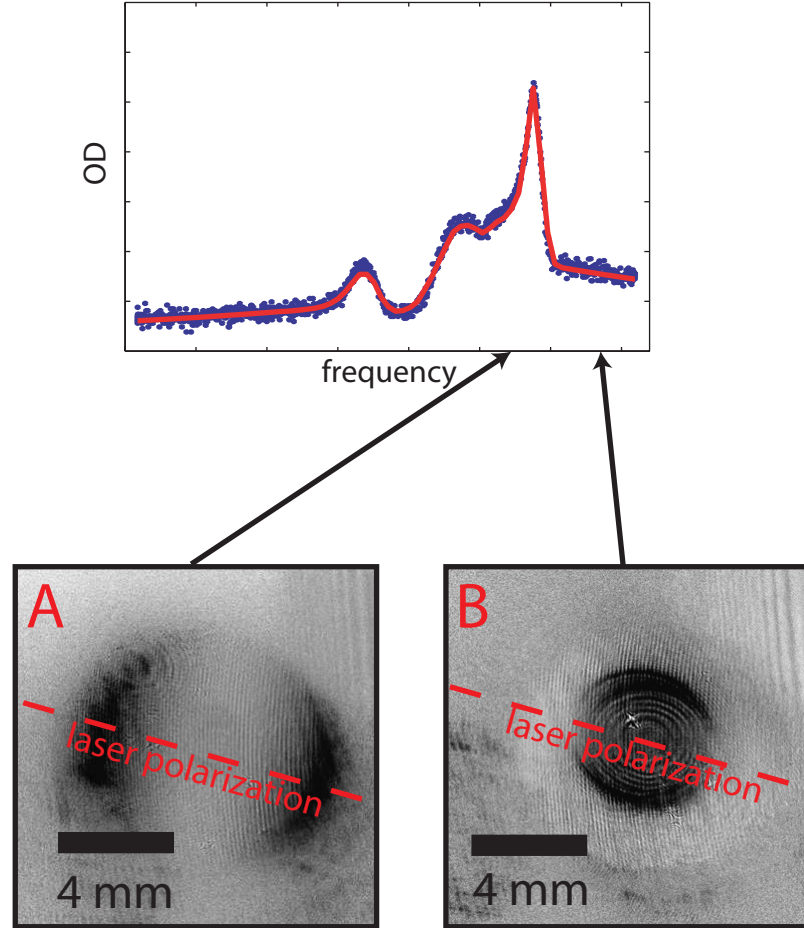 OD
frequency
A
laser polarization
4 mm
B
laser polarization
4 mm